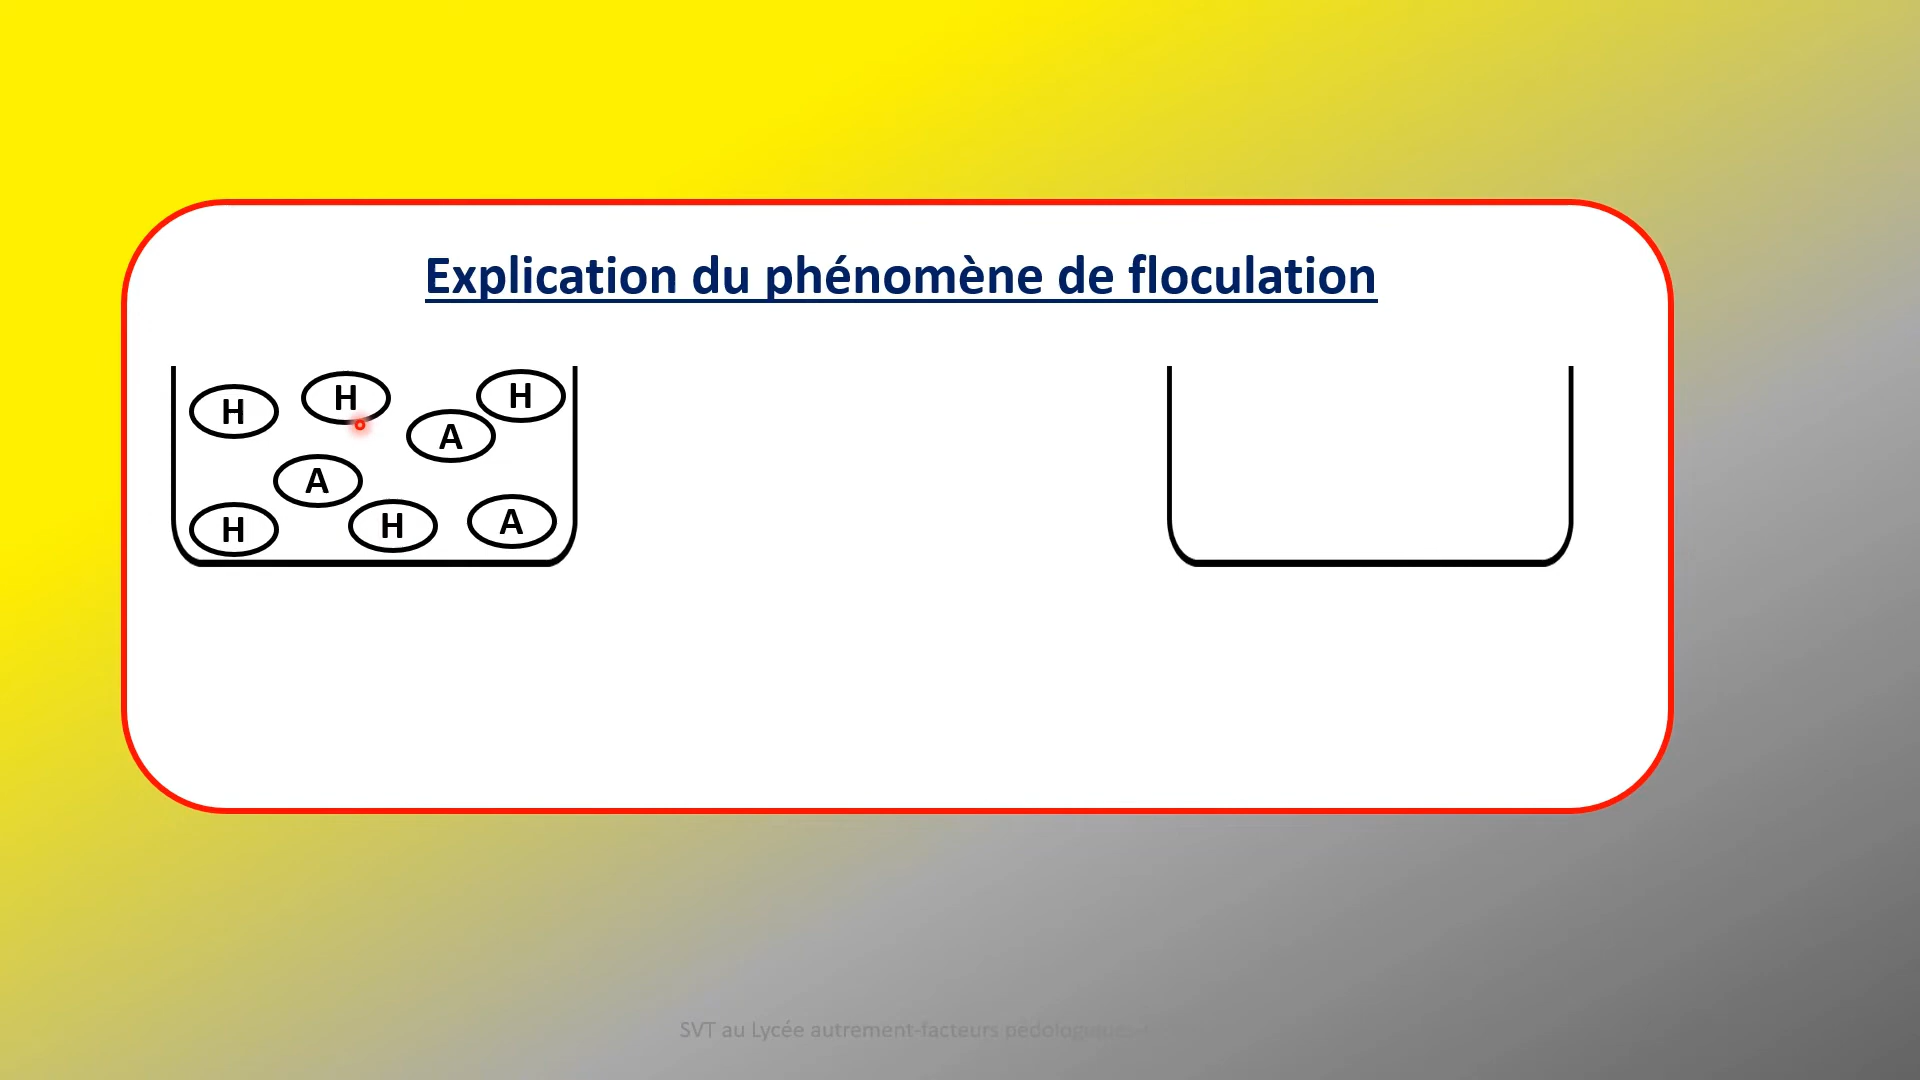 Explication du phénomène de floculation
H H H
A
A
H H A
SVT au Lycée autrement-facteurs pédologiques